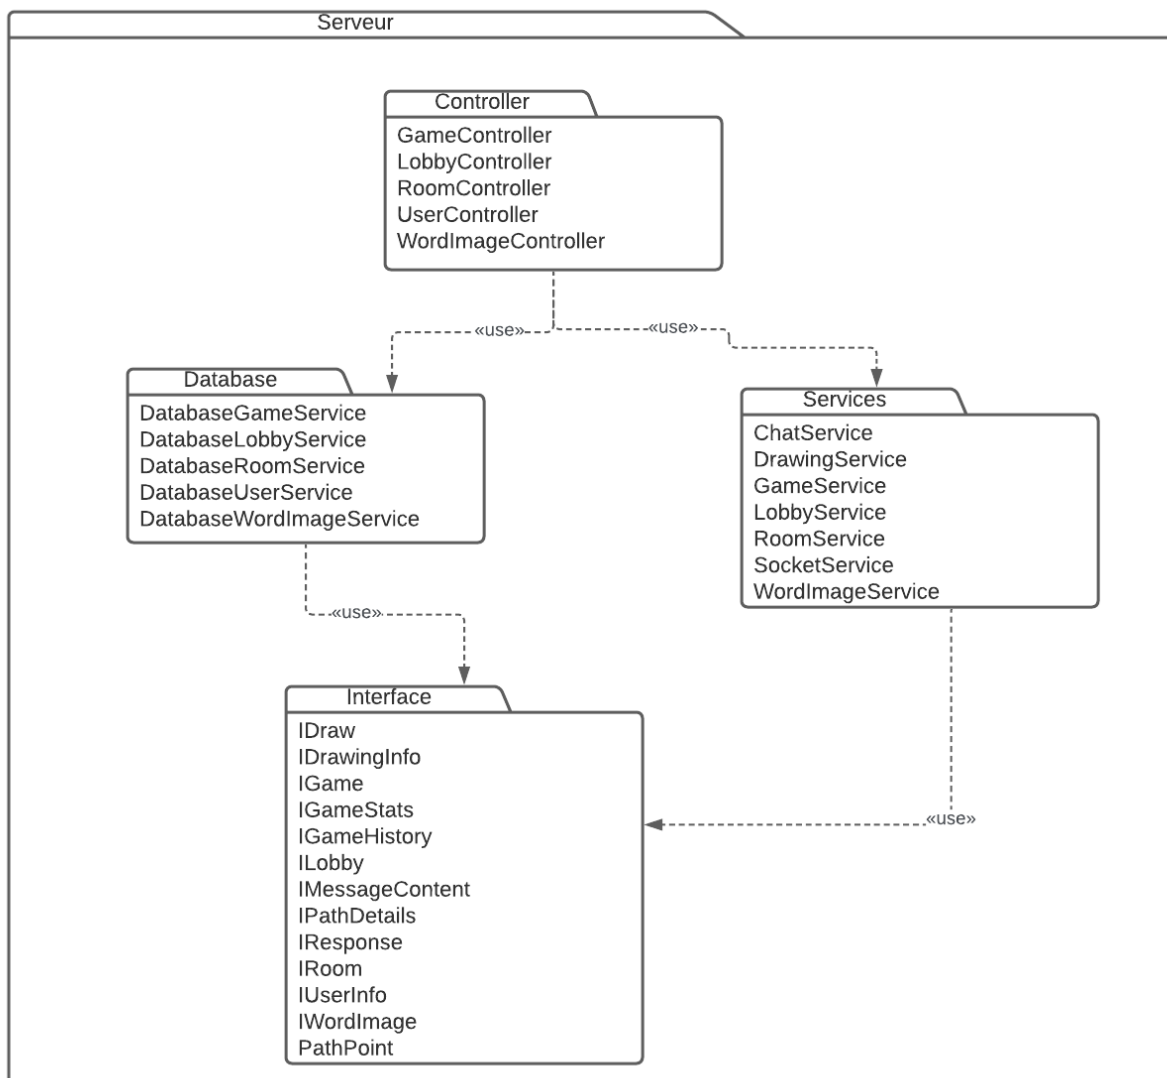 Serveur
Controller
GameController
LobbyController
RoomController
UserController
WordImageController
«use»
«use»
Database
DatabaseGameService
DatabaseLobbyService
DatabaseRoomService
DatabaseUserService
DatabaseWordImageService
Services
ChatService
DrawingService
GameService
LobbyService
RoomService
SocketService
WordImageService
«use»
Interface
IDraw
IDrawingInfo
IGame
IGameStats
IGameHistory
ILobby
IMessageContent
IPathDetails
IResponse
IRoom
IUserInfo
IWordImage
PathPoint
«use»